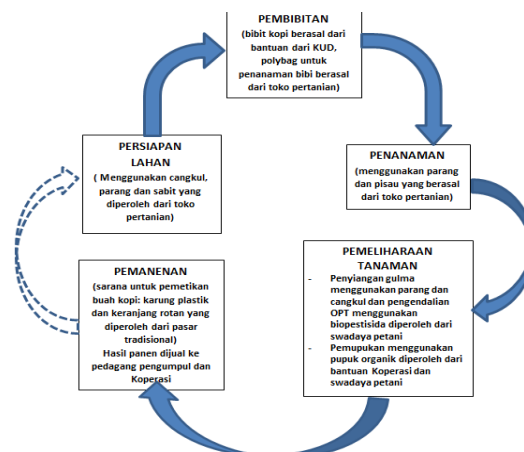 PEMBIBITAN
(bibit kopi berasal dari
bantuan dari KUD,
polybag untuk
penanaman bibi berasal
dari toko pertanian)
PERSIAPAN
LAHAN
( Menggunakan cangkul,
parang dan sabit yang
diperoleh dari toko
pertanian)
PENANAMAN
(menggunakan parang
dan pisau yang berasal
dari toko pertanian)
PEMELIHARAAN
TANAMAN
- Penyiangan gulma
menggunakan parang dan
cangkul dan pengendalian
OPT menggunakan
biopestisida diperoleh dari
swadaya petani
- Pemupukan menggunakan
pupuk organik diperoleh dari
bantuan Koperasi dan
swadaya petani
PEMANENAN
(sarana untuk pemetikan
buah kopi: karung plastik
dan keranjang rotan yang
diperoleh dari pasar
tradisional)
Hasil panen dijual ke
pedagang pengumpul dan
Koperasi